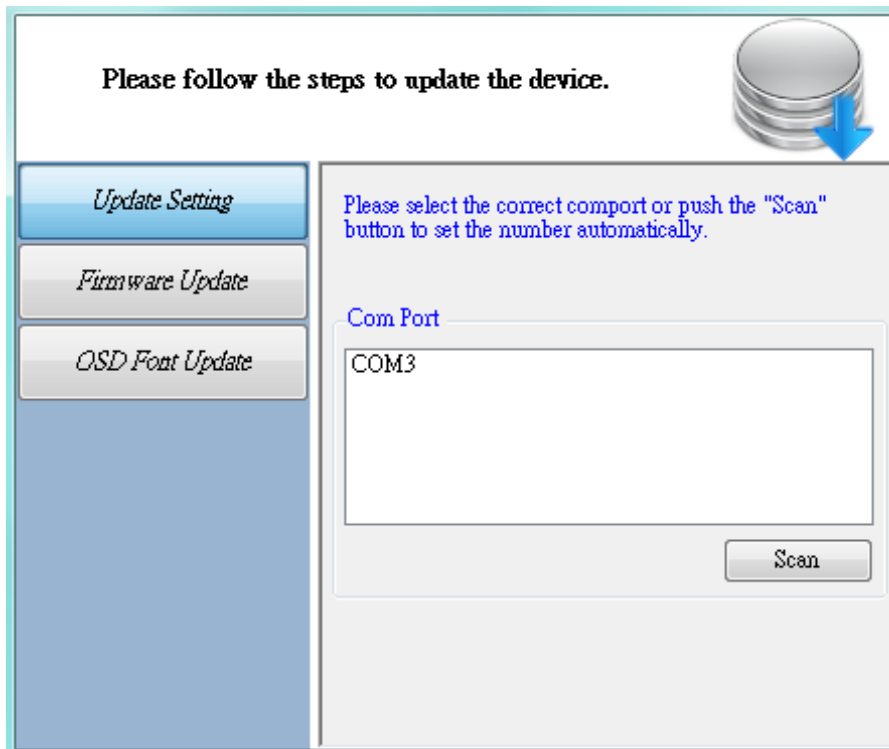 Please follow the steps to update the device.
Update Setting
Firmware Update
OSD Font Update
Please select the correct comport or push the "Scan"
button to set the number automatically.
Com Port
COM3
Scan